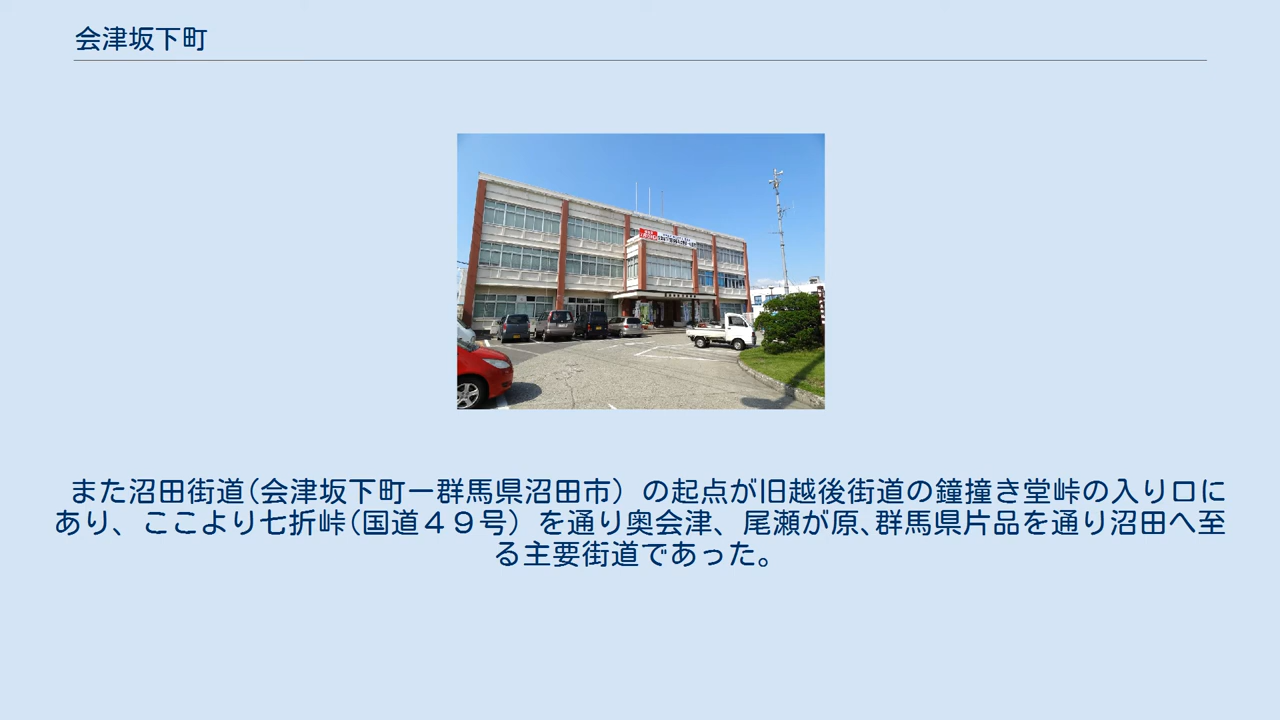 会津坂下町
また沼田街道(会津坂下町ー群馬県沼田市）の起点が旧越後街道の鐘撞き堂峠の入り口に
あり、ここより七折峠(国道４９号）を通り奥会津、尾瀬が原､群馬県片品を通り沼田へ至
る主要街道であった。